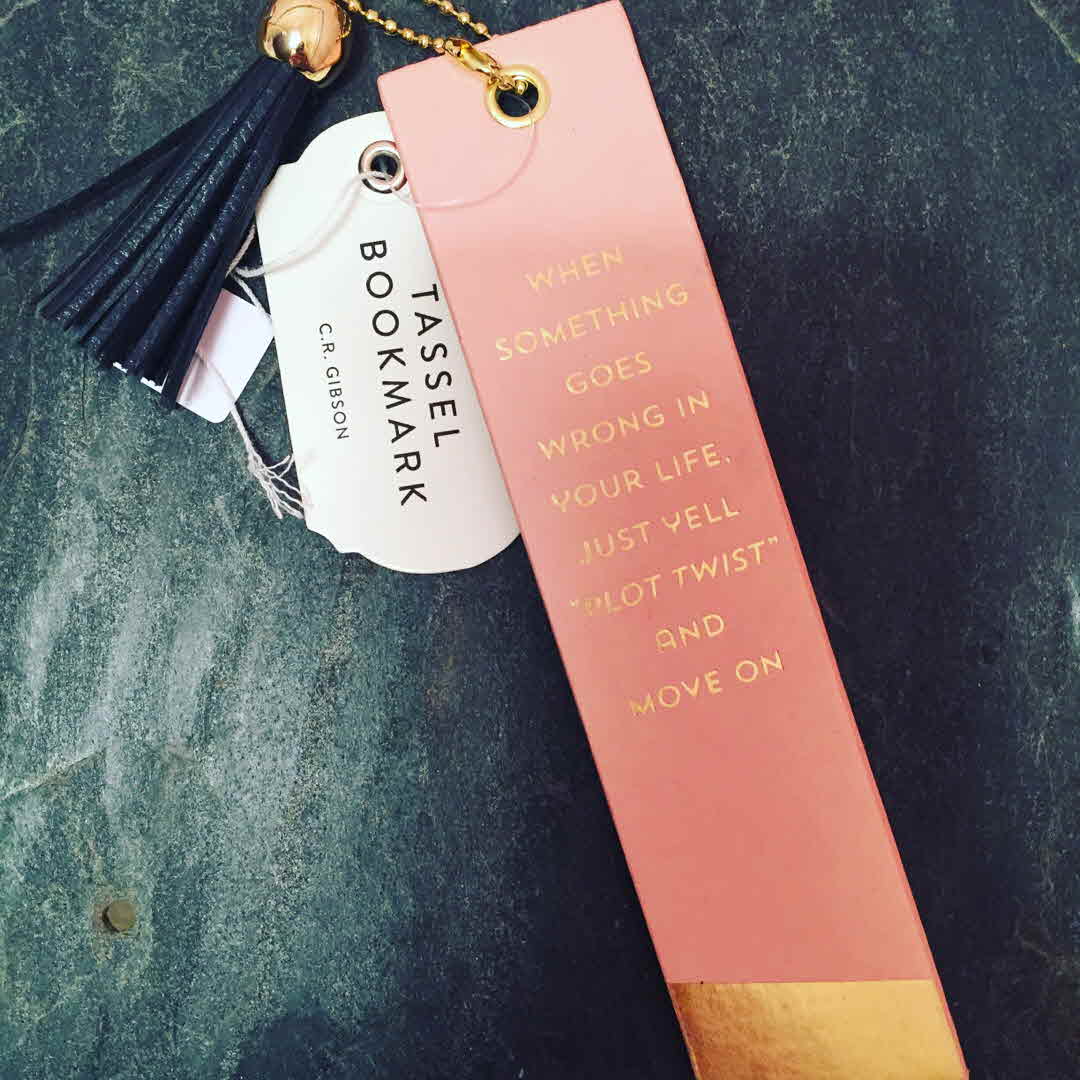 TASSEL
BOOKMARK
C.R. GIBSON
WHEN
SOMETHING
GOES
WRONG IN
YOUR LIFE,
JUST YELL
"PLOT TWIST"
AND
MOVE ON